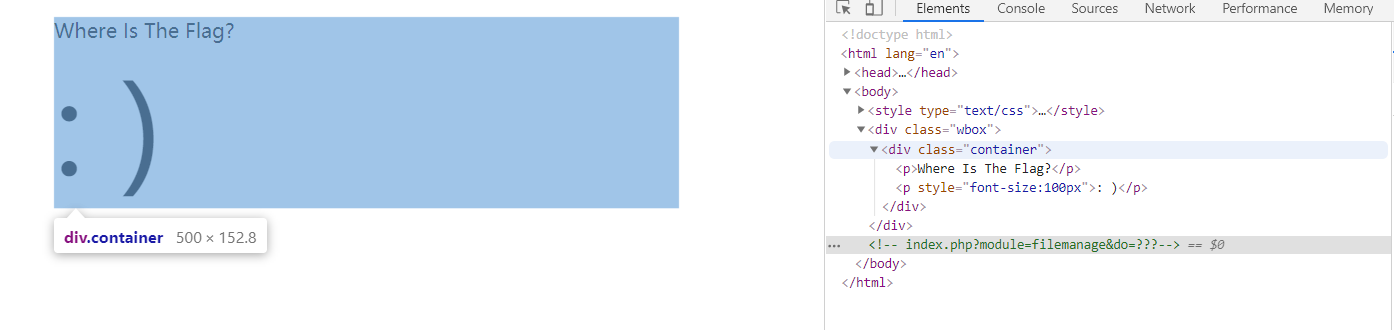 Where Is The Flag?
: )
div.container 500 × 152.8
Elements Console Sources Network Performance Memory
<!doctype html>
<html lang="en">
<head>…</head>
<body>
<style type="text/css">…</style>
<div class="wbox">
<div class="container">
<p>Where Is The Flag?</p>
<p style="font-size:100px">: )</p>
</div>
</div>
<!-- index.php?module=filemanage&do=???--> == $0
</body>
</html>